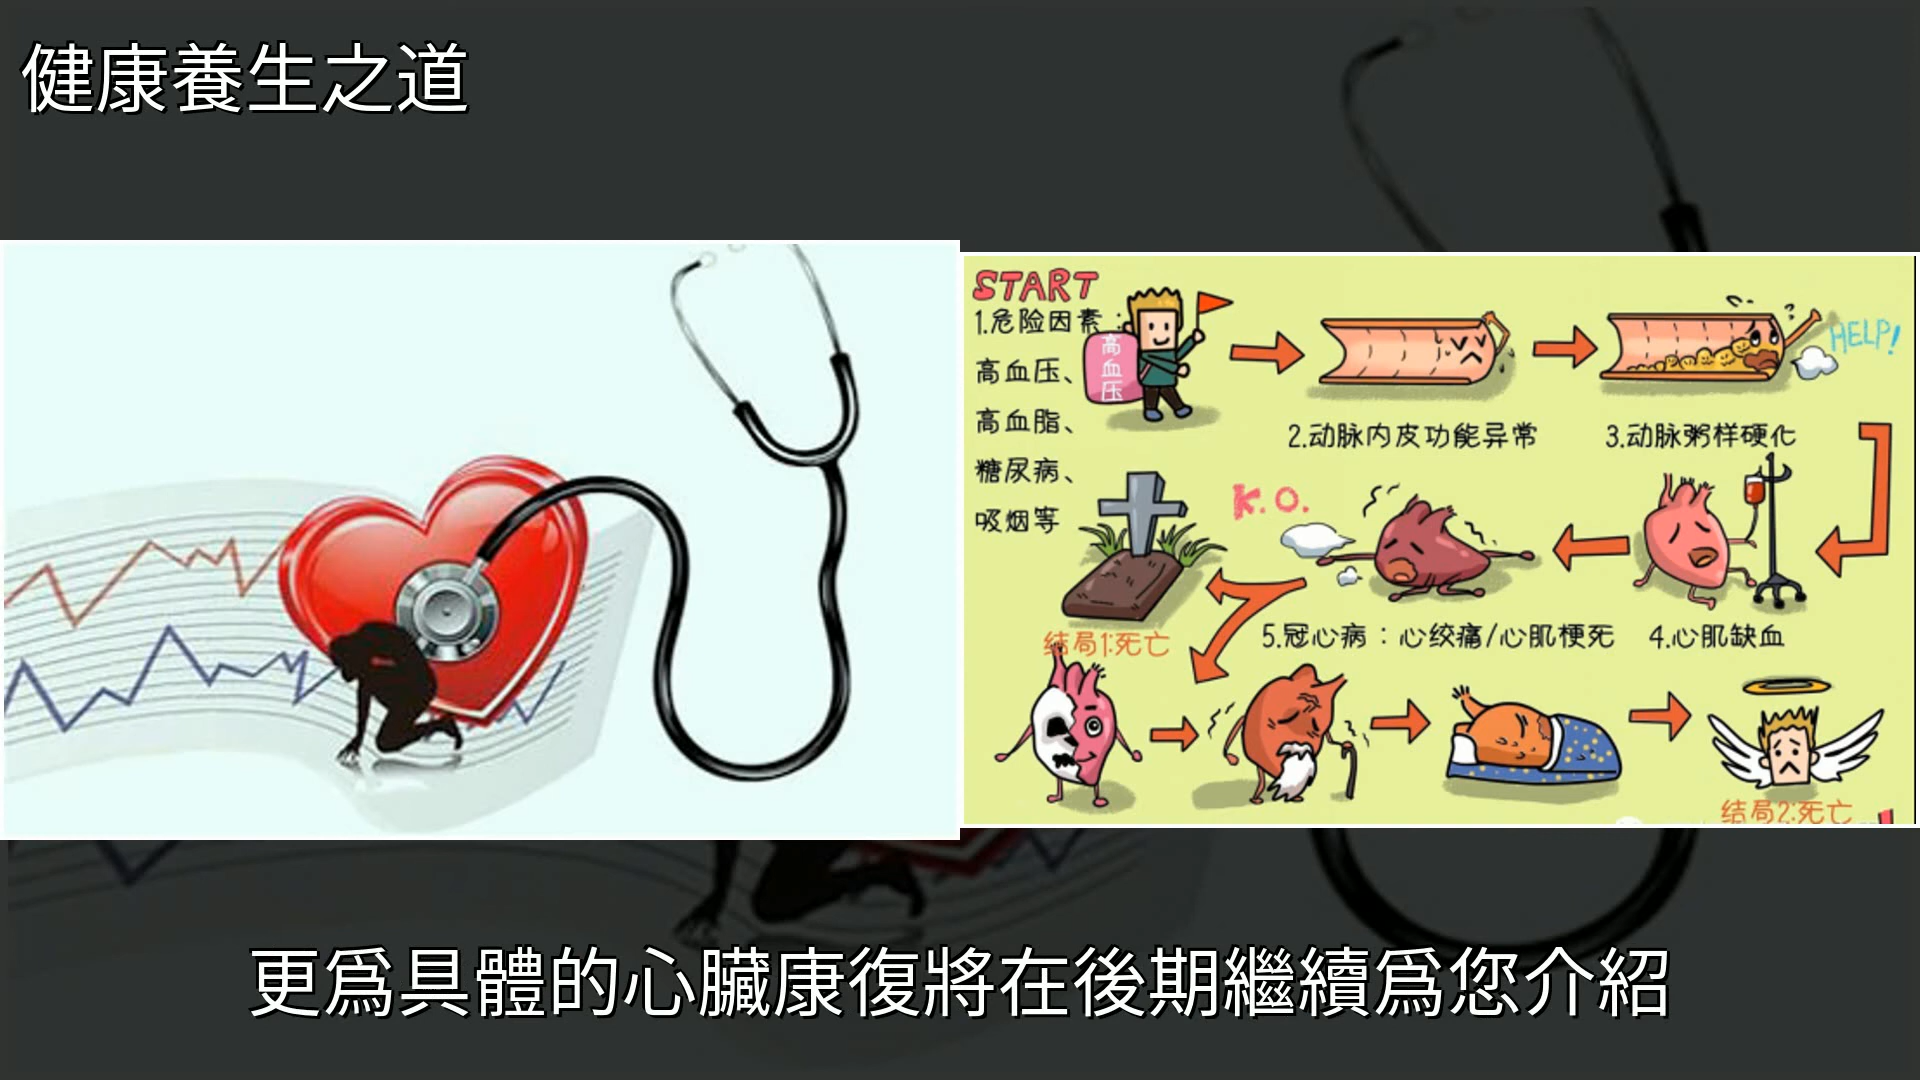 健康養生之道
START
1.危险因素：
高血压、
高血脂、
糖尿病、
吸烟等
高血压
HELP!
2.动脉内皮功能异常
3.动脉粥样硬化
K.O.
结局1:死亡
5.冠心病：心绞痛/心肌梗死
4.心肌缺血
结局2:死亡
更爲具體的心臟康復將在後期繼續爲您介紹